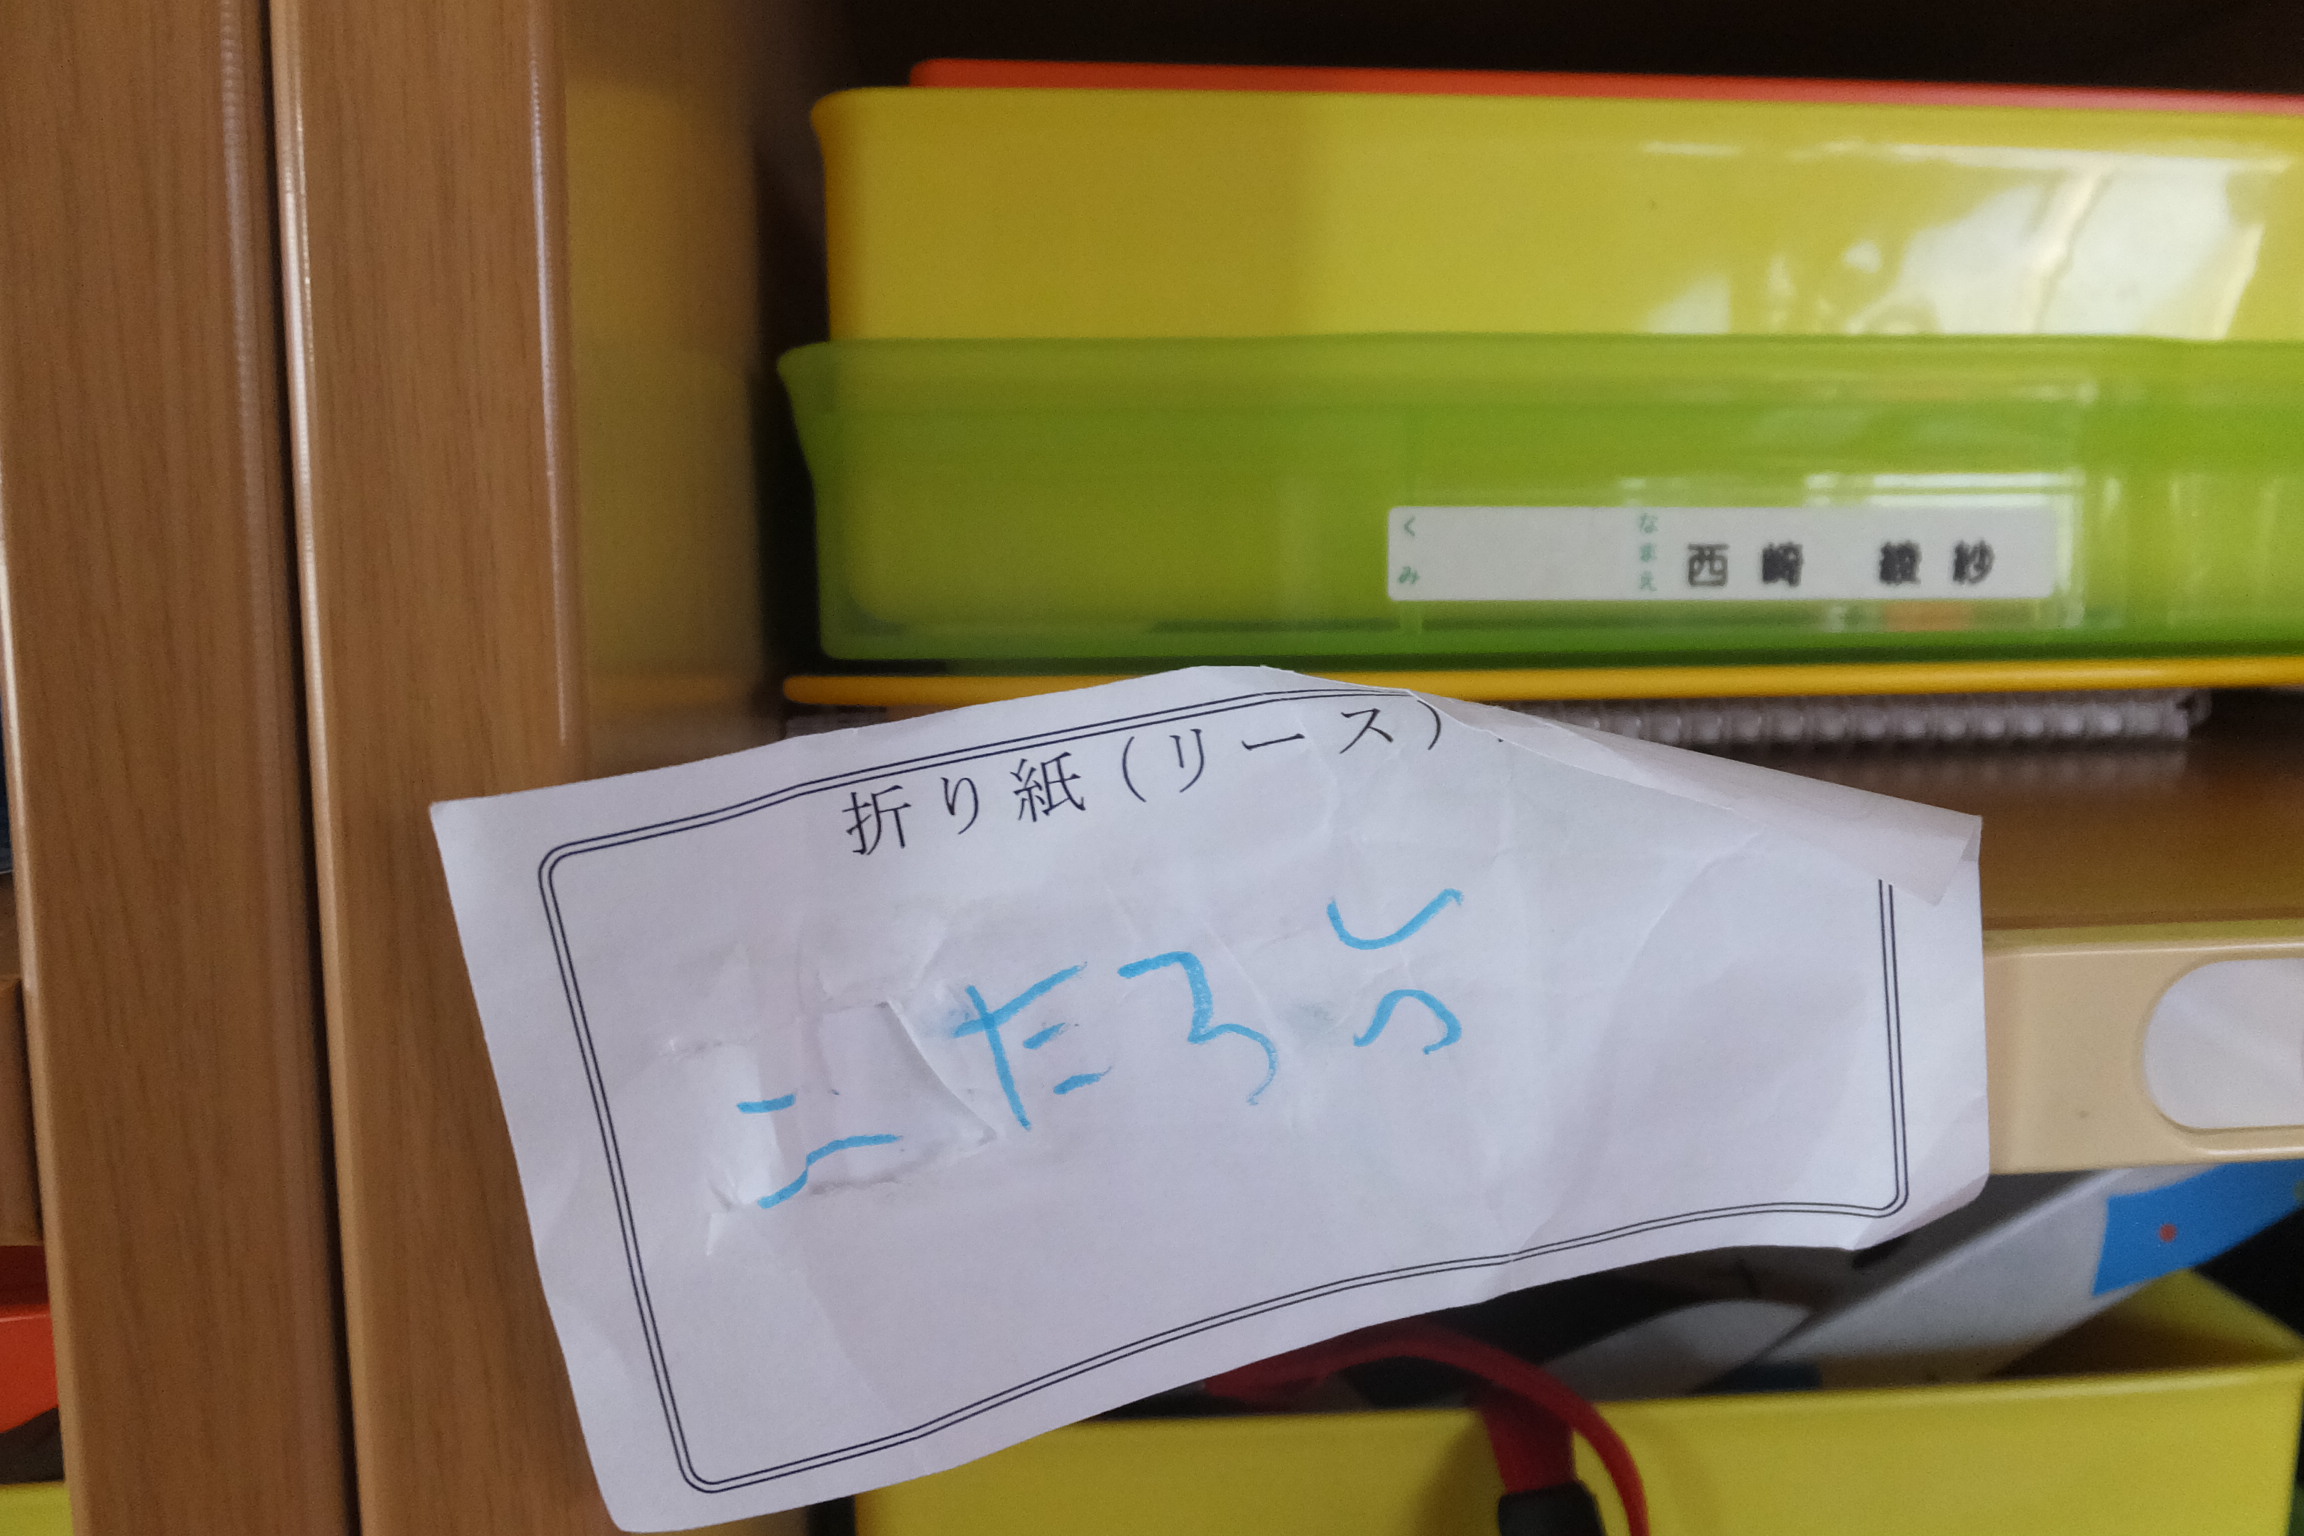 くみ
なまえ 西崎 綾紗
折り紙(リース)
こたろう